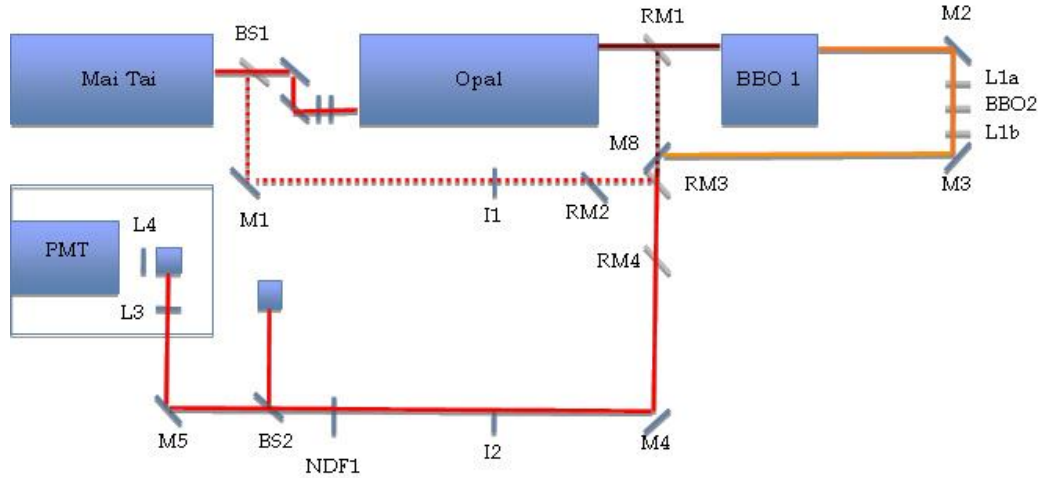 RM1
M2
BS1
Mai Tai
Opal
BBO 1
L1a
BBO2
L1b
M8
M3
RM3
M1
I1
RM2
L4
PMT
RM4
L3
M5
BS2
I2
M4
NDF1